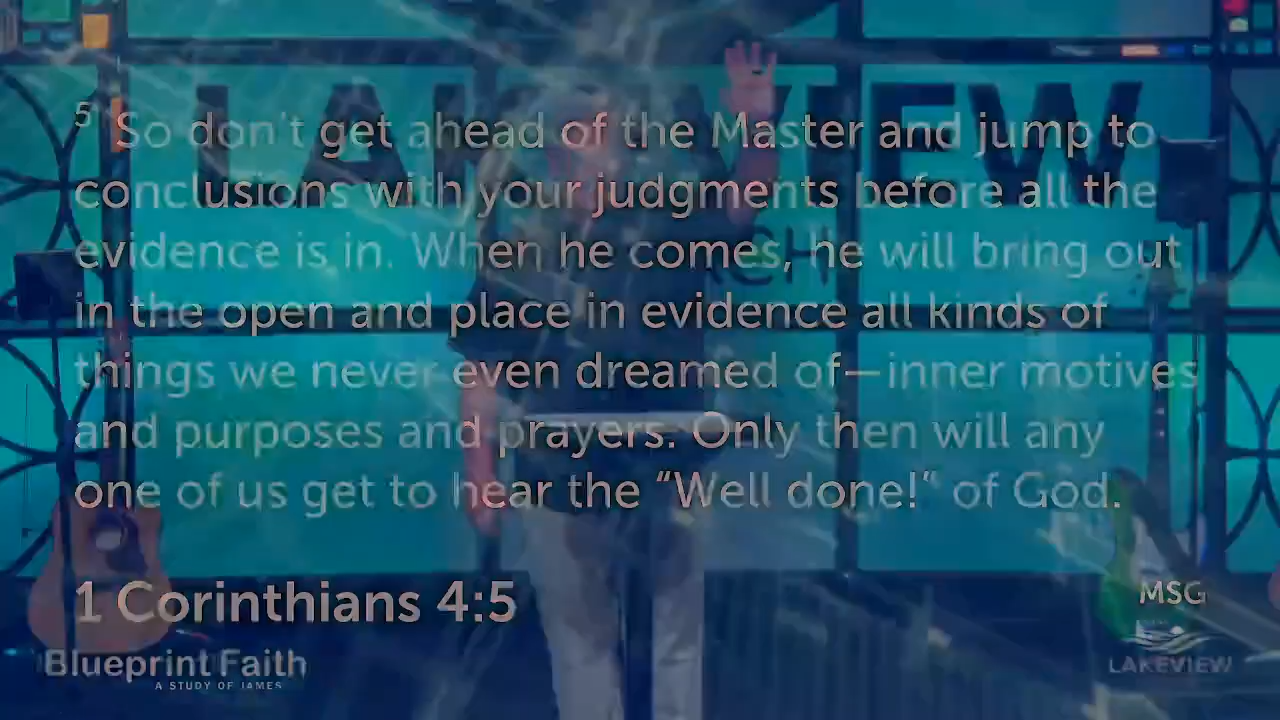 LAKEVIEW
CH
5 So don't get ahead of the Master and jump to
conclusions with your judgments before all the
evidence is in. When he comes, he will bring out
in the open and place in evidence all kinds of
things we never even dreamed of—inner motives
and purposes and prayers. Only then will any
one of us get to hear the “Well done!” of God.
1 Corinthians 4:5
Blueprint Faith
A STUDY OF JAMES
MSG
LAKEVIEW